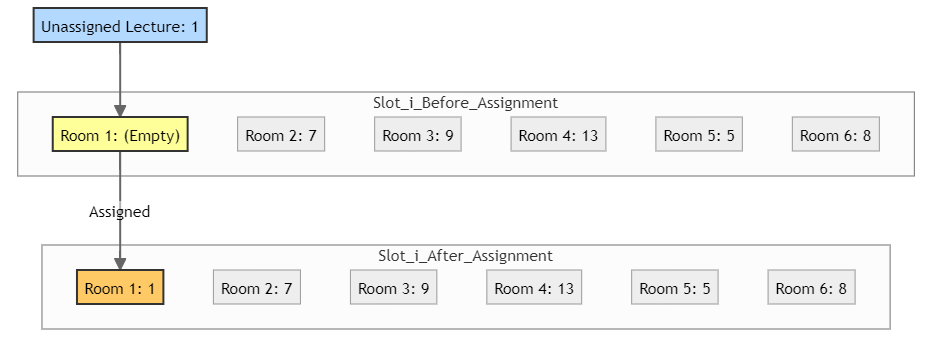 Unassigned Lecture: 1
Slot_i_Before_Assignment
Room 1: (Empty)
Room 2: 7
Room 3: 9
Room 4: 13
Room 5: 5
Room 6: 8
Assigned
Slot_i_After_Assignment
Room 1: 1
Room 2: 7
Room 3: 9
Room 4: 13
Room 5: 5
Room 6: 8